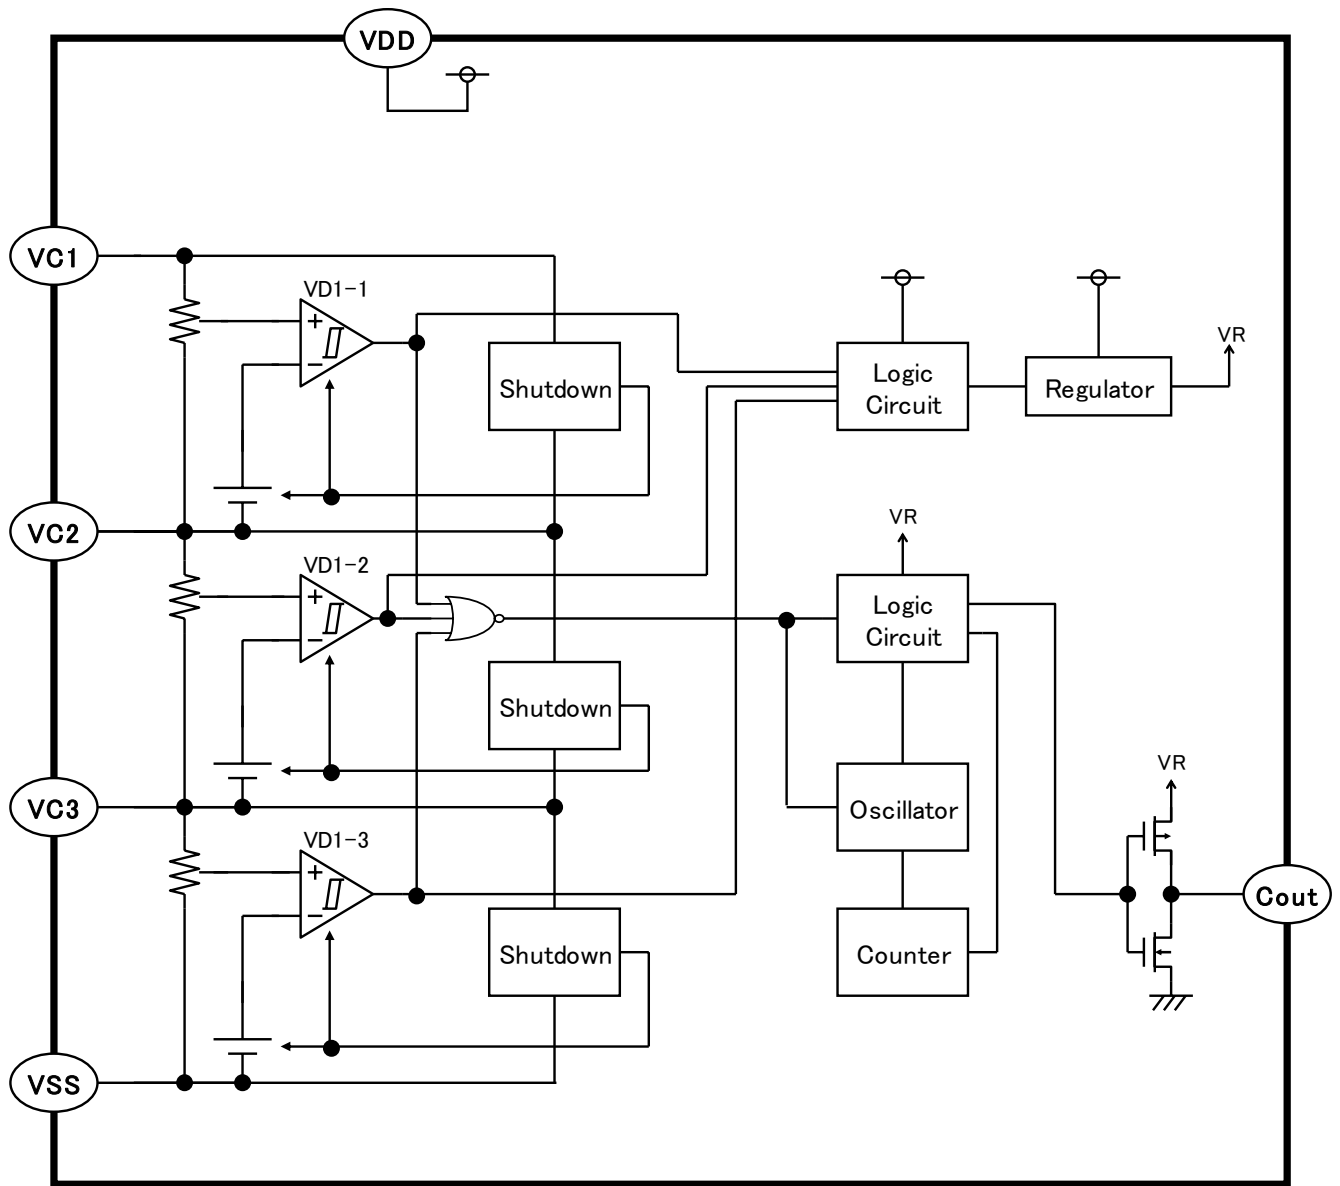 VDD
VC1
VD1-1
+
−
Shutdown
Logic
Circuit
Regulator
VR
VC2
VD1-2
+
−
VR
Logic
Circuit
Shutdown
VC3
Oscillator
VR
VD1-3
+
−
Cout
Shutdown
Counter
VSS